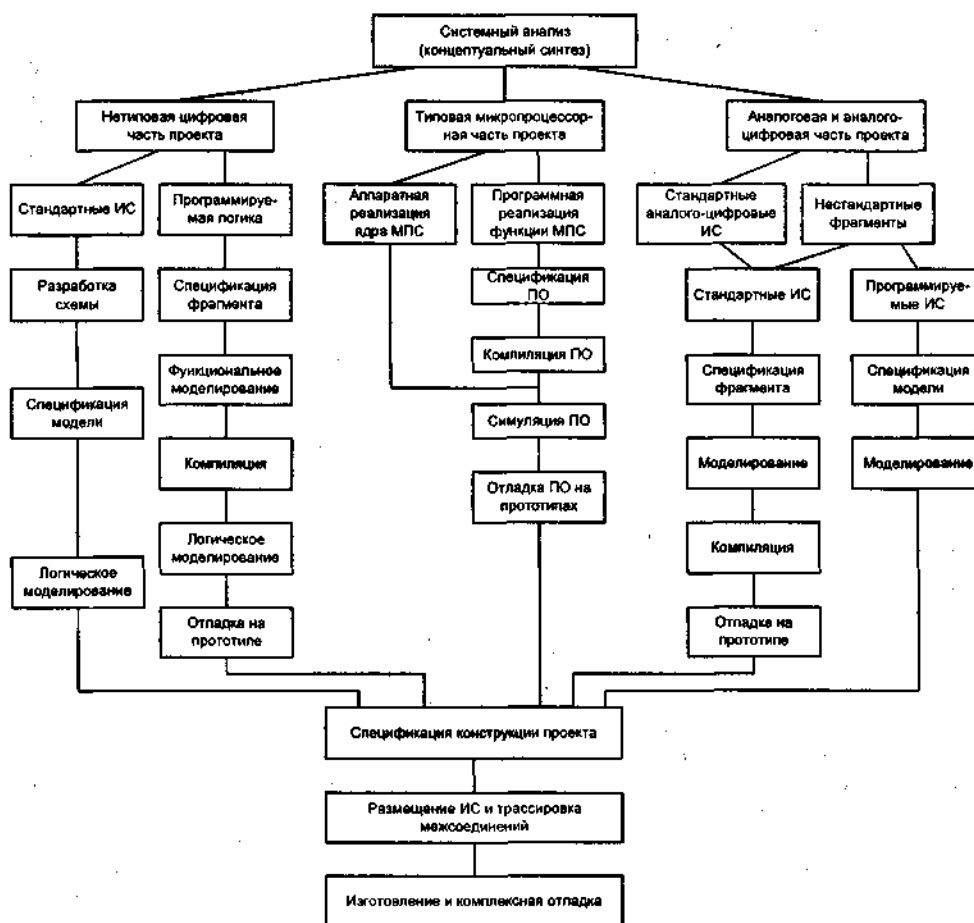 Системный анализ
(концептуальный синтез)
Нетиповая цифровая
часть проекта
Типовая микропроцессор-
ная часть проекта
Аналоговая и аналого-
цифровая часть проекта
Стандартные ИС
Программируе-
мая логика
Аппаратная
реализация
ядра МПС
Программная
реализация
функции МПС
Стандартные
аналого-цифровые
ИС
Нестандартные
фрагменты
Разработка
схемы
Спецификация
фрагмента
Спецификация
ПО
Стандартные ИС
Программируе-
мые ИС
Функциональное
моделирование
Компиляция ПО
Спецификация
фрагмента
Спецификация
модели
Спецификация
модели
Симуляция ПО
Компиляция
Отладка ПО на
прототипах
Моделирование
Моделирование
Логическое
моделирование
Логическое
моделирование
Компиляция
Отладка на
прототипе
Отладка на
прототипе
Спецификация конструкции проекта
Размещение ИС и трассировка
межсоединений
Изготовление и комплексная отладка